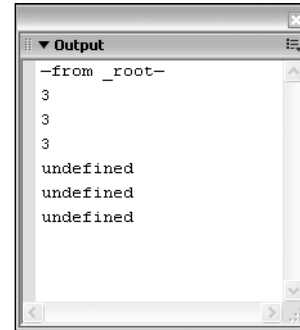 Output
—from _root—
3
3
3
undefined
undefined
undefined